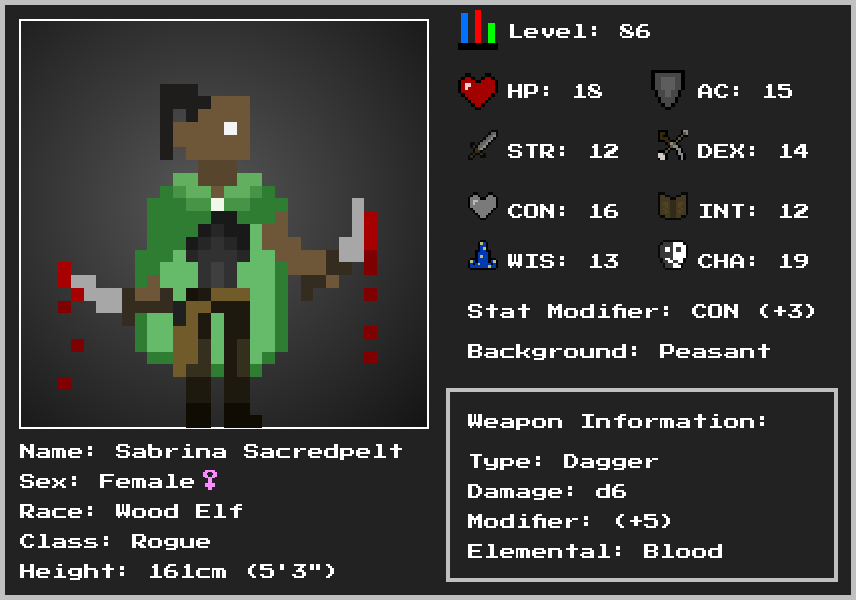 Level: 86
HP: 18
AC: 15
STR: 12
DEX: 14
CON: 16
INT: 12
WIS: 13
CHA: 19
Stat Modifier: CON (+3)
Background: Peasant
Name: Sabrina Sacredpelt
Sex: Female♀
Race: Wood Elf
Class: Rogue
Height: 161cm (5'3")
Weapon Information:
Type: Dagger
Damage: d6
Modifier: (+5)
Elemental: Blood